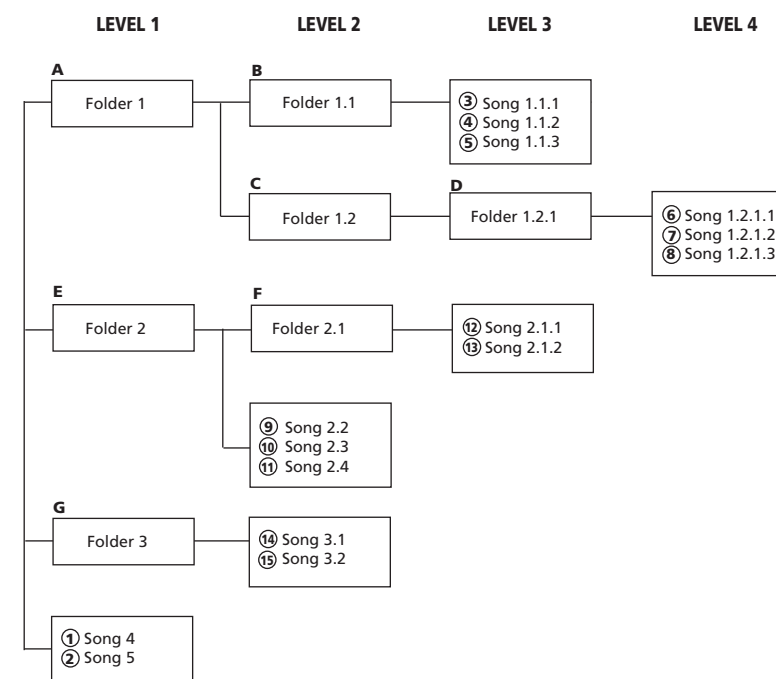 LEVEL 1 LEVEL 2 LEVEL 3 LEVEL 4
A B
Folder 1 Folder 1.1
③ Song 1.1.1
④ Song 1.1.2
⑤ Song 1.1.3
C D
Folder 1.2 Folder 1.2.1
⑥ Song 1.2.1.1
⑦ Song 1.2.1.2
⑧ Song 1.2.1.3
E F
Folder 2 Folder 2.1
⑫ Song 2.1.1
⑬ Song 2.1.2
⑨ Song 2.2
⑩ Song 2.3
⑪ Song 2.4
G
Folder 3
⑭ Song 3.1
⑮ Song 3.2
① Song 4
② Song 5